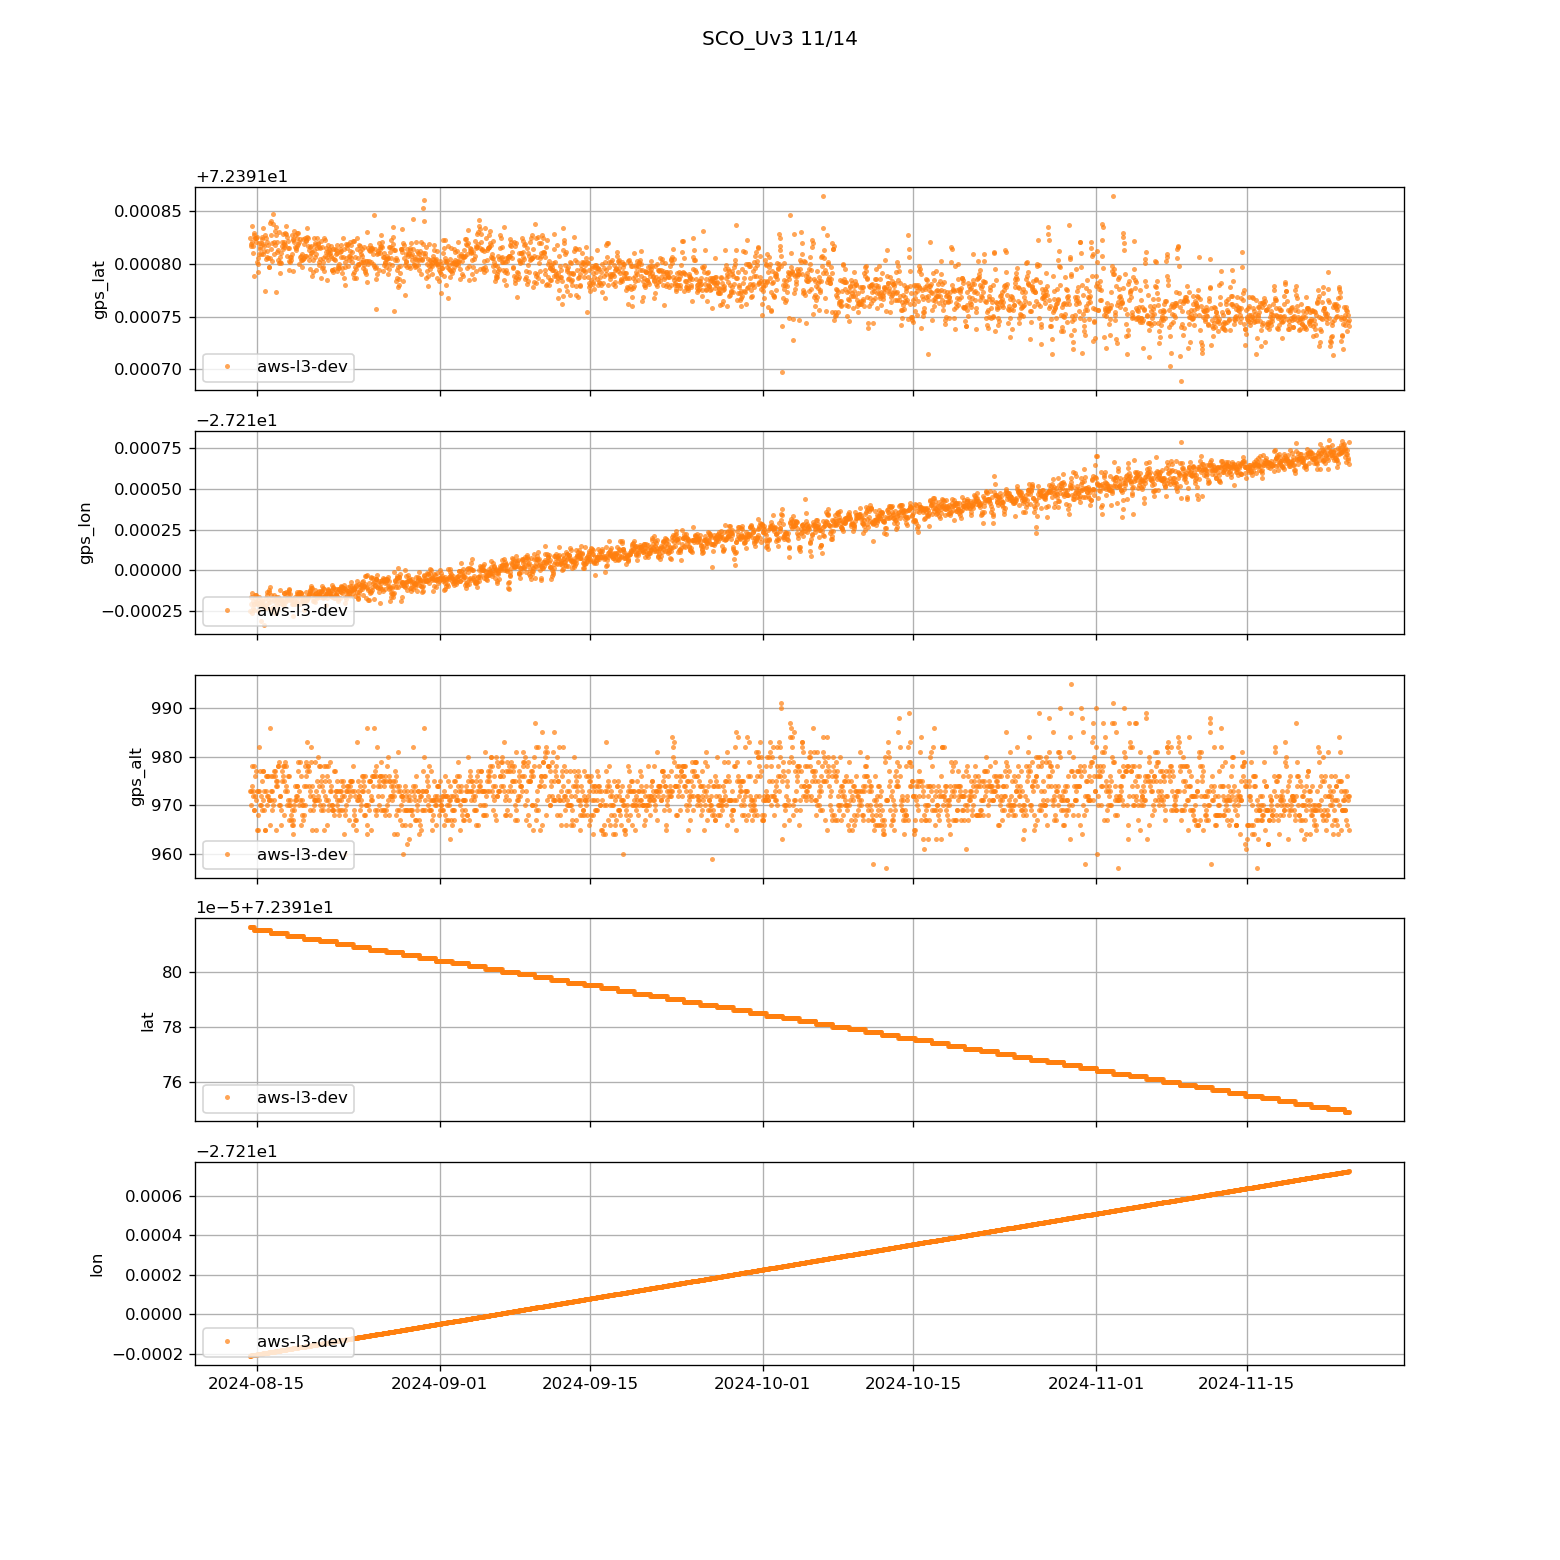 SCO_Uv3 11/14
+7.2391e1
0.00085
0.00080
0.00075
0.00070
gps_lat
aws-l3-dev
−2.721e1
0.00075
0.00050
0.00025
0.00000
−0.00025
gps_lon
aws-l3-dev
990
980
970
960
gps_alt
aws-l3-dev
1e−5+7.2391e1
80
78
76
lat
aws-l3-dev
−2.721e1
0.0006
0.0004
0.0002
0.0000
−0.0002
lon
aws-l3-dev
2024-08-15 2024-09-01 2024-09-15 2024-10-01 2024-10-15 2024-11-01 2024-11-15